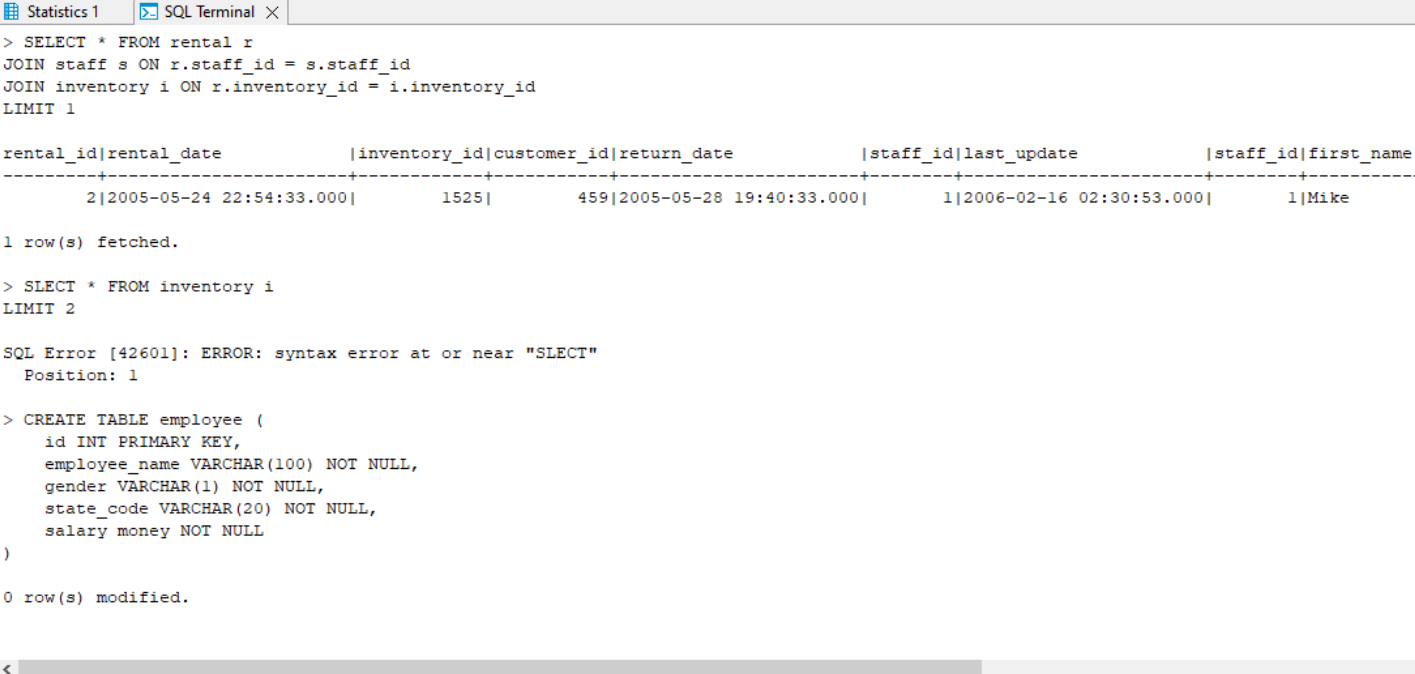 Statistics 1 SQL Terminal
> SELECT * FROM rental r
JOIN staff s ON r.staff_id = s.staff_id
JOIN inventory i ON r.inventory_id = i.inventory_id
LIMIT 1
rental_id|rental_date             |inventory_id|customer_id|return_date             |staff_id|last_update             |staff_id|first_name
---------+-----------------------+------------+-----------+-----------------------+--------+-----------------------+--------+----------
        2|2005-05-24 22:54:33.000|        1525|        459|2005-05-28 19:40:33.000|       1|2006-02-16 02:30:53.000|       1|Mike
1 row(s) fetched.
> SLECT * FROM inventory i
LIMIT 2
SQL Error [42601]: ERROR: syntax error at or near "SLECT"
  Position: 1
> CREATE TABLE employee (
    id INT PRIMARY KEY,
    employee_name VARCHAR(100) NOT NULL,
    gender VARCHAR(1) NOT NULL,
    state_code VARCHAR(20) NOT NULL,
    salary money NOT NULL
)
0 row(s) modified.